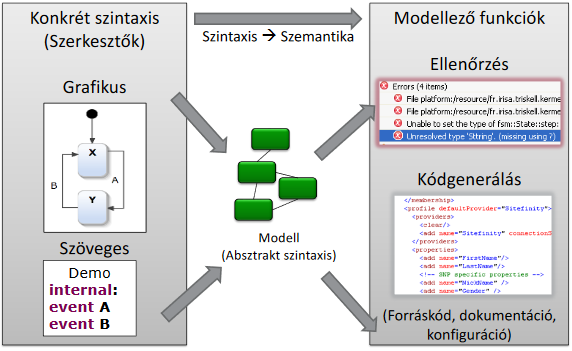 Konkrét szintaxis
(Szerkesztők)
Grafikus
X
B
A
Y
Szöveges
Demo
internal:
event A
event B
Szintaxis → Szemantika
Modell
(Absztrakt szintaxis)
Modellező funkciók
Ellenőrzés
Errors (4 items)
File platform:/resource/fr.irisa.triskell.kerme
File platform:/resource/fr.irisa.triskell.kerme
Unable to set the type of fsm::State::step:
Unresolved type 'Sttring'. (missing using ?)
Kódgenerálás
</membership>
<profile defaultProvider="Sitefinity">
<providers>
<clear/>
<add name="Sitefinity" connectionS
</providers>
<properties>
<add name="FirstName"/>
<add name="LastName"/>
<!-- SNP specific properties -->
<add name="NickName" />
<add name="Gender" />
(Forráskód, dokumentáció,
konfiguráció)